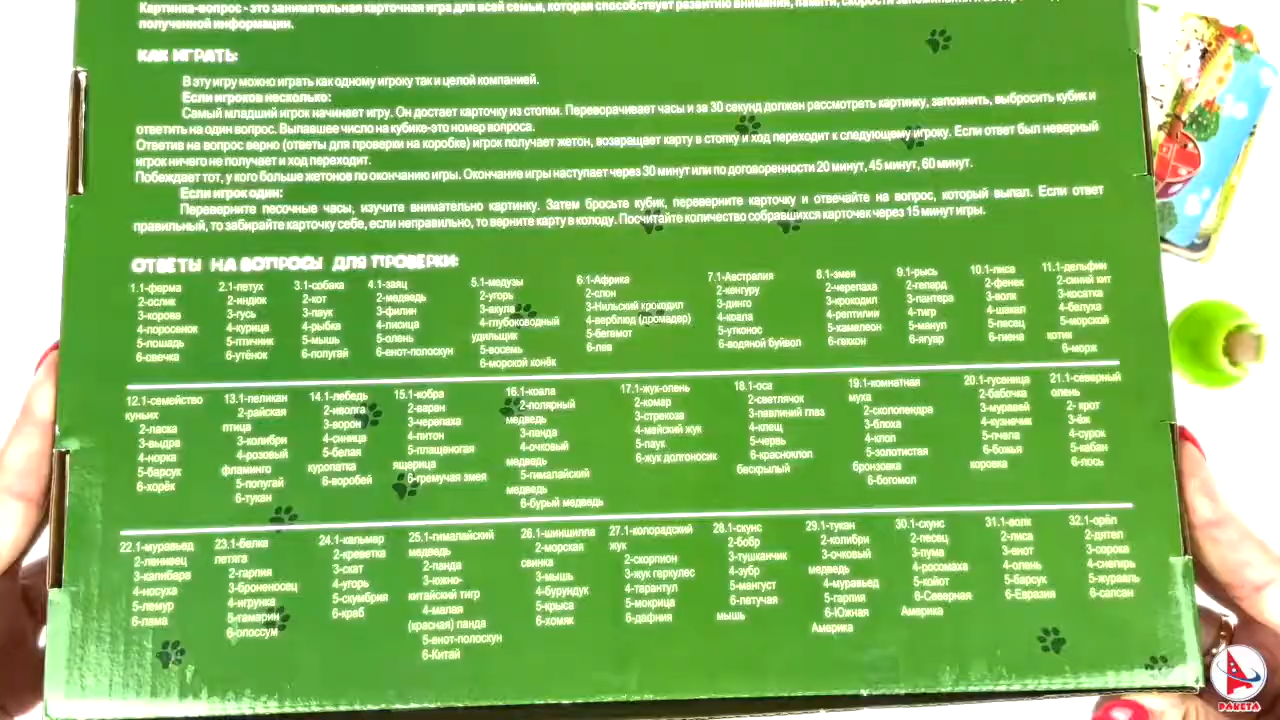 Картинка-вопрос - это занимательная карточная игра для всей семьи, которая способствует развитию внимания, памяти, скорости
полученной информации.
КАК ИГРАТЬ:
В эту игру можно играть как одному игроку так и целой компанией.
Если игроков несколько:
Самый младший игрок начинает игру. Он достает карточку из стопки. Переворачивает часы и за 30 секунд должен рассмотреть картинку, запомнить, выбросить кубик и
ответить на один вопрос. Выпавшее число на кубике-это номер вопроса.
Ответив на вопрос верно (ответы для проверки на коробке) игрок получает жетон, возвращает карту в стопку и ход переходит к следующему игроку. Если ответ был неверный
игрок ничего не получает и ход переходит.
Побеждает тот, у кого больше жетонов по окончанию игры. Окончание игры наступает через 30 минут или по договоренности 20 минут, 45 минут, 60 минут.
Если игрок один:
Переверните песочные часы, изучите внимательно картинку. Затем бросьте кубик, переверните карточку и отвечайте на вопрос, который выпал. Если ответ
правильный, то забирайте карточку себе, если неправильно, то верните карту в колоду. Посчитайте количество собравшихся карточек через 15 минут игры.
ОТВЕТЫ НА ВОПРОСЫ ДЛЯ ПРОВЕРКИ:
1.1-ферма
2-ослик
3-корова
4-поросенок
5-лошадь
6-овечка
2.1-петух
2-индюк
3-гусь
4-курица
5-птичник
6-утёнок
3.1-собака
2-кот
3-паук
4-рыбка
5-мышь
6-попугай
4.1-заяц
2-медведь
3-филин
4-лисица
5-олень
6-енот-полоскун
5.1-медузы
2-угорь
3-акула
4-глубоководный
удильщик
5-восемь
6-морской конёк
6.1-Африка
2-слон
3-Нильский крокодил
4-верблюд (дромадер)
5-бегемот
6-лев
7.1-Австралия
2-кенгуру
3-динго
4-коала
5-утконос
6-водяной буйвол
8.1-змея
2-черепаха
3-крокодил
4-рептилии
5-хамелеон
6-геккон
9.1-рысь
2-гепард
3-пантера
4-тигр
5-манул
6-ягуар
10.1-лиса
2-фенек
3-волк
4-шакал
5-песец
6-гиена
11.1-дельфин
2-синий кит
3-косатка
4-белуха
5-морской
котик
6-морж
12.1-семейство
куньих
2-ласка
3-выдра
4-норка
5-барсук
6-хорёк
13.1-пеликан
2-райская
птица
3-колибри
4-розовый
фламинго
5-попугай
6-тукан
14.1-лебедь
2-иволга
3-ворон
4-синица
5-белая
куропатка
6-воробей
15.1-кобра
2-варан
3-черепаха
4-питон
5-плащеногая
ящерица
6-гремучая змея
16.1-коала
2-полярный
медведь
3-панда
4-очковый
медведь
5-гималайский
медведь
6-бурый медведь
17.1-жук-олень
2-комар
3-стрекоза
4-майский жук
5-паук
6-жук долгоносик
18.1-оса
2-светлячок
3-павлиний глаз
4-клещ
5-червь
6-красноклоп
бескрылый
19.1-комнатная
муха
2-сколопендра
3-блоха
4-клоп
5-золотистая
бронзовка
6-богомол
20.1-гусеница
2-бабочка
3-муравей
4-кузнечик
5-пчела
6-божья
коровка
21.1-северный
олень
2- крот
3-ёж
4-сурок
5-кабан
6-лось
22.1-муравьед
2-ленивец
3-капибара
4-носуха
5-лемур
6-лама
23.1-белка
летяга
2-гарпия
3-броненосец
4-игрунка
5-тамарин
6-опоссум
24.1-кальмар
2-креветка
3-скат
4-угорь
5-скумбрия
6-краб
25.1-гималайский
медведь
2-панда
3-южно-
китайский тигр
4-малая
(красная) панда
5-енот-полоскун
6-Китай
26.1-шиншилла
2-морская
свинка
3-мышь
4-бурундук
5-крыса
6-хомяк
27.1-колорадский
жук
2-скорпион
3-жук геркулес
4-тарантул
5-мокрица
6-дафния
28.1-скунс
2-бобр
3-тушканчик
4-зубр
5-мангуст
6-летучая
мышь
29.1-тукан
2-колибри
3-очковый
медведь
4-муравьед
5-гарпия
6-Южная
Америка
30.1-скунс
2-песец
3-пума
4-росомаха
5-койот
6-Северная
Америка
31.1-волк
2-лиса
3-енот
4-олень
5-барсук
6-Евразия
32.1-орёл
2-дятел
3-сорока
4-снегирь
5-журавль
6-сапсан
РАКЕТА